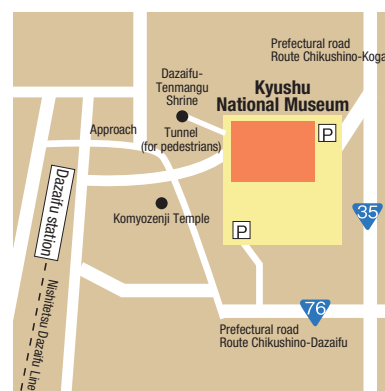 Prefectural road
Route Chikushino-Koga
Dazaifu-
Tenmangu
Shrine
Kyushu
National Museum
P
Approach
Tunnel
(for pedestrians)
Komyozenji Temple
35
P
Dazaifu station
Nishitetsu Dazaifu Line
76
Prefectural road
Route Chikushino-Dazaifu